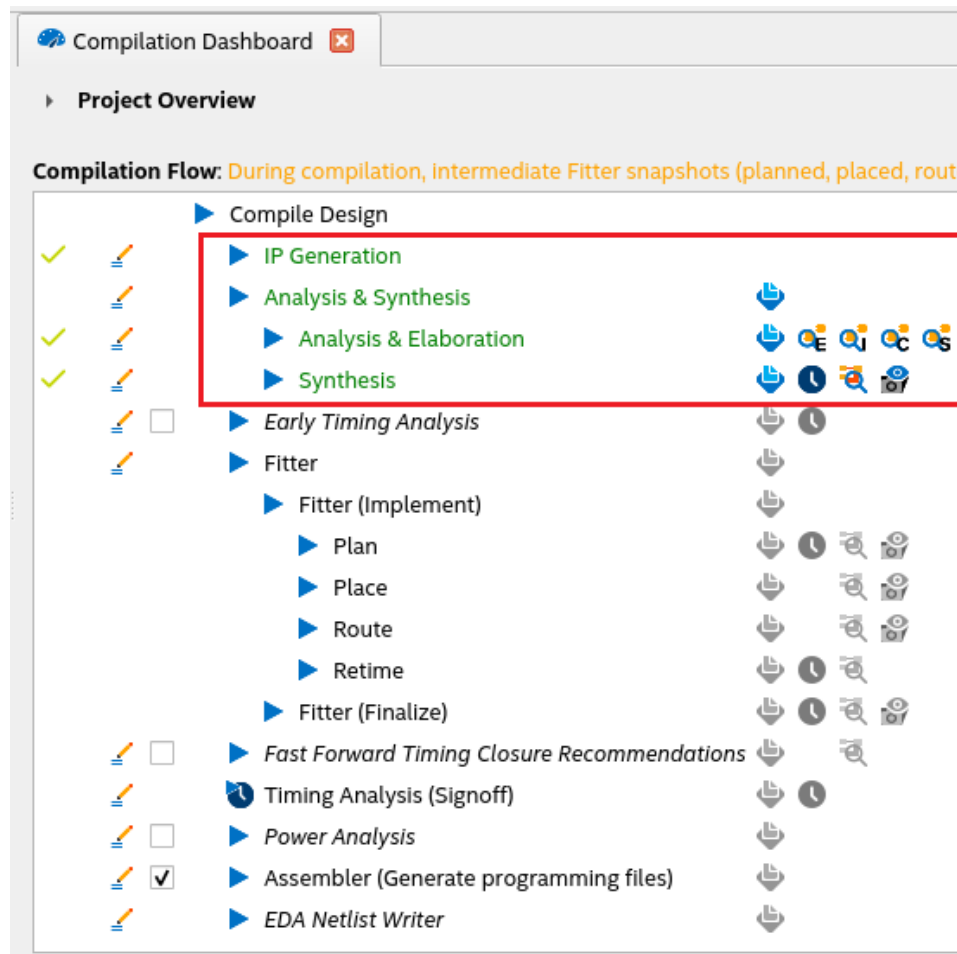 Compilation Dashboard
Project Overview
Compilation Flow: During compilation, intermediate Fitter snapshots (planned, placed, rout
Compile Design
IP Generation
Analysis & Synthesis
Analysis & Elaboration
E I C S
Synthesis
Early Timing Analysis
Fitter
Fitter (Implement)
Plan
Place
Route
Retime
Fitter (Finalize)
Fast Forward Timing Closure Recommendations
Timing Analysis (Signoff)
Power Analysis
Assembler (Generate programming files)
EDA Netlist Writer